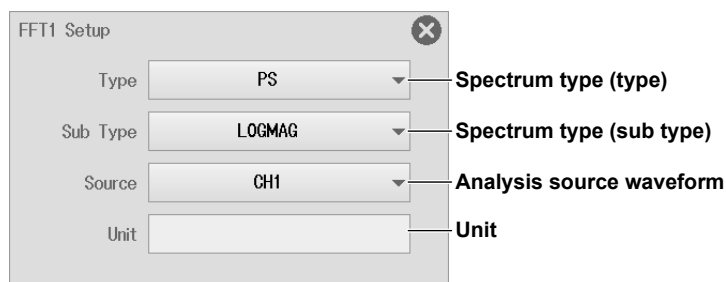 FFT1 Setup
Type PS Spectrum type (type)
Sub Type LOGMAG Spectrum type (sub type)
Source CH1 Analysis source waveform
Unit Unit